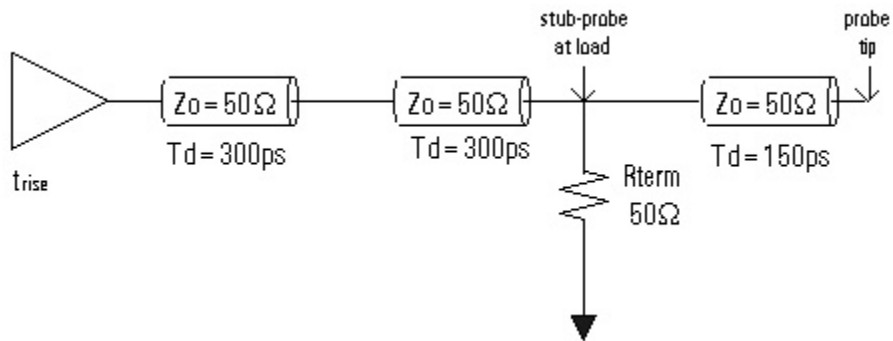 stub-probe
at load
probe
tip
Zo = 50Ω
Zo = 50Ω
Zo = 50Ω
Td = 300ps
Td = 300ps
Td = 150ps
trise
Rterm
50Ω